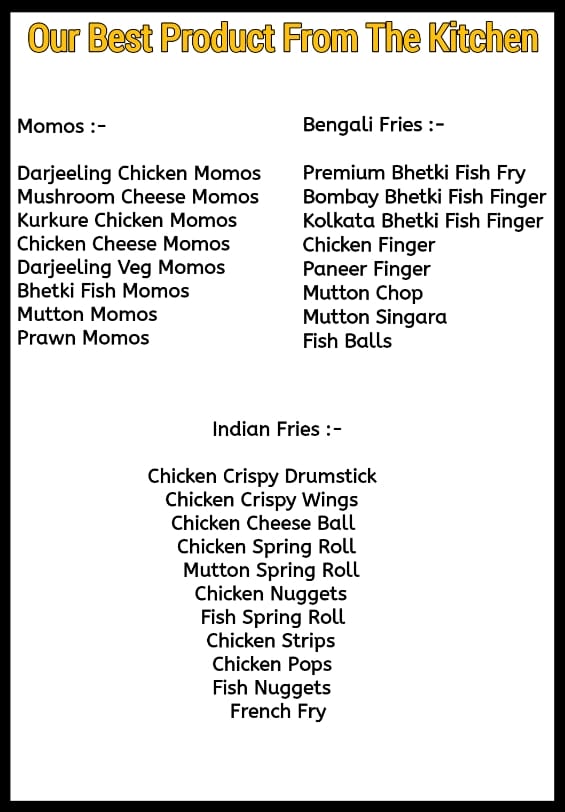 Our Best Product From The Kitchen
Momos :-
Darjeeling Chicken Momos
Mushroom Cheese Momos
Kurkure Chicken Momos
Chicken Cheese Momos
Darjeeling Veg Momos
Bhetki Fish Momos
Mutton Momos
Prawn Momos
Bengali Fries :-
Premium Bhetki Fish Fry
Bombay Bhetki Fish Finger
Kolkata Bhetki Fish Finger
Chicken Finger
Paneer Finger
Mutton Chop
Mutton Singara
Fish Balls
Indian Fries :-
Chicken Crispy Drumstick
Chicken Crispy Wings
Chicken Cheese Ball
Chicken Spring Roll
Mutton Spring Roll
Chicken Nuggets
Fish Spring Roll
Chicken Strips
Chicken Pops
Fish Nuggets
French Fry